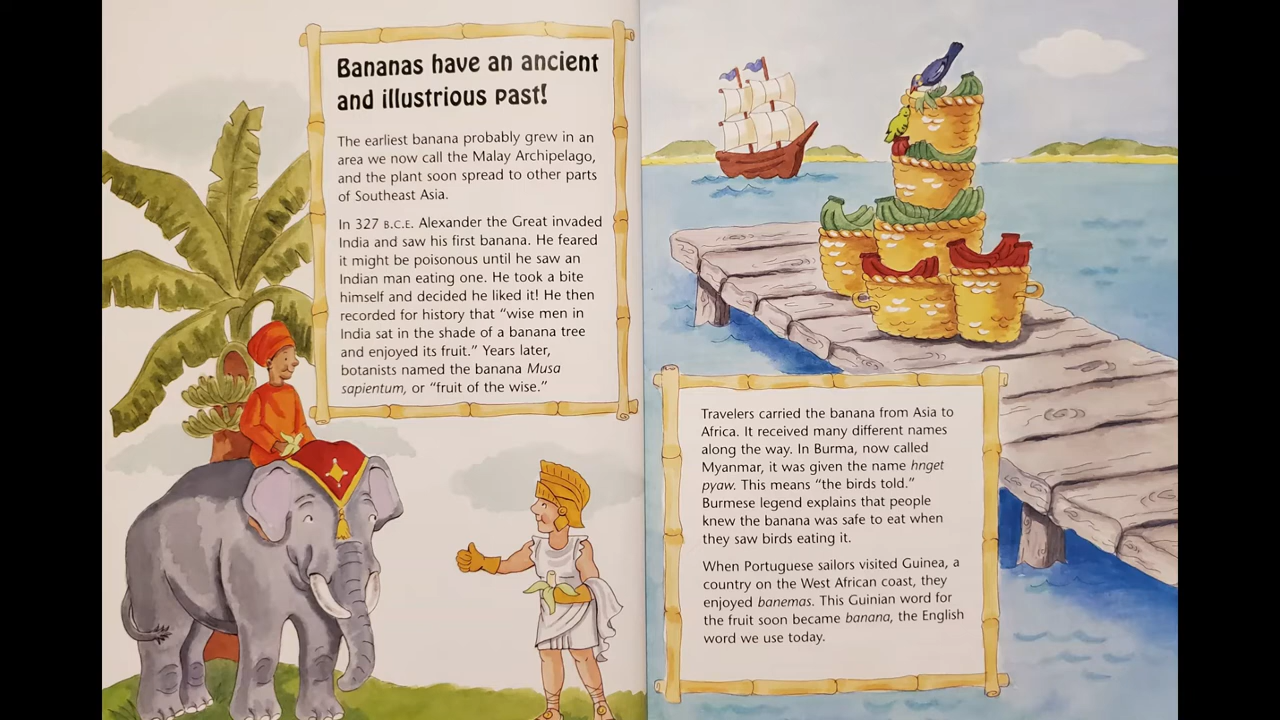 Bananas have an ancient
and illustrious past!
The earliest banana probably grew in an
area we now call the Malay Archipelago,
and the plant soon spread to other parts
of Southeast Asia.
In 327 B.C.E. Alexander the Great invaded
India and saw his first banana. He feared
it might be poisonous until he saw an
Indian man eating one. He took a bite
himself and decided he liked it! He then
recorded for history that “wise men in
India sat in the shade of a banana tree
and enjoyed its fruit.” Years later,
botanists named the banana Musa
sapientum, or “fruit of the wise.”
Travelers carried the banana from Asia to
Africa. It received many different names
along the way. In Burma, now called
Myanmar, it was given the name hnget
pyaw. This means “the birds told.”
Burmese legend explains that people
knew the banana was safe to eat when
they saw birds eating it.
When Portuguese sailors visited Guinea, a
country on the West African coast, they
enjoyed banemas. This Guinian word for
the fruit soon became banana, the English
word we use today.